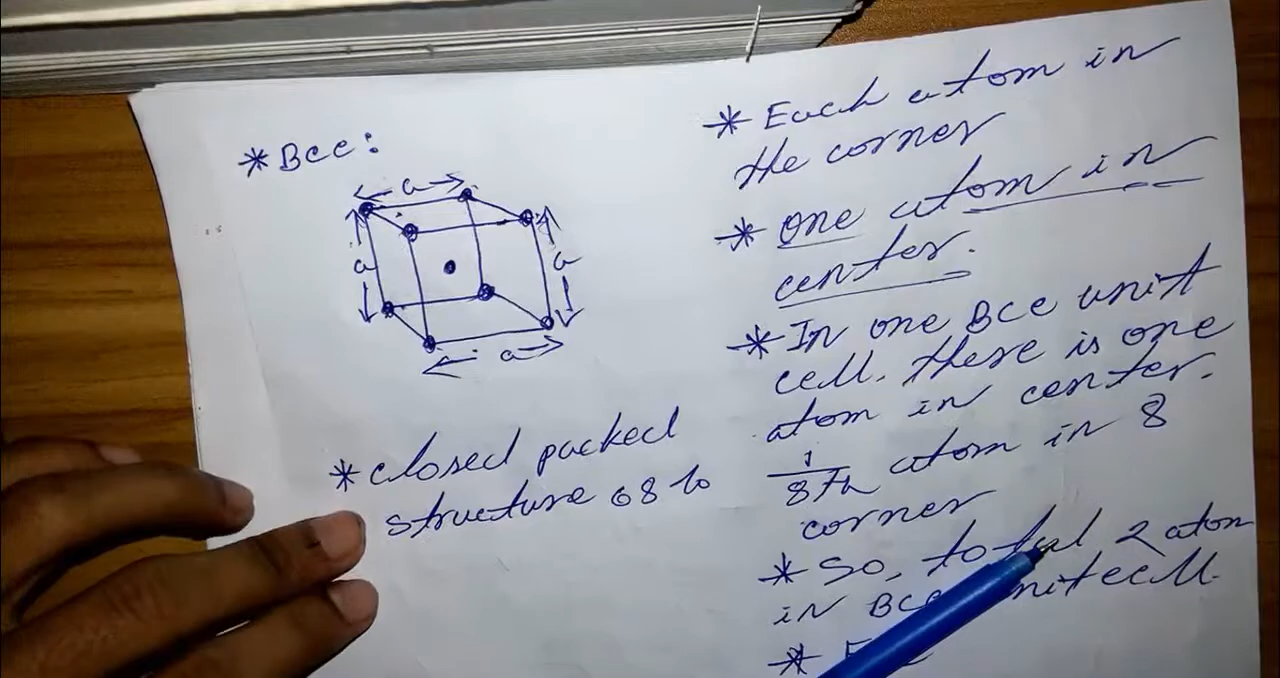 * Bcc:
a
a
a
a
* closed packed
structure 68 %
* Each atom in
the corner
* one atom in
center.
* In one Bcc unit
cell. there is one
atom in center.
1/8th atom in 8
corner
* So, total 2 atom
in Bcc unitcell.
*